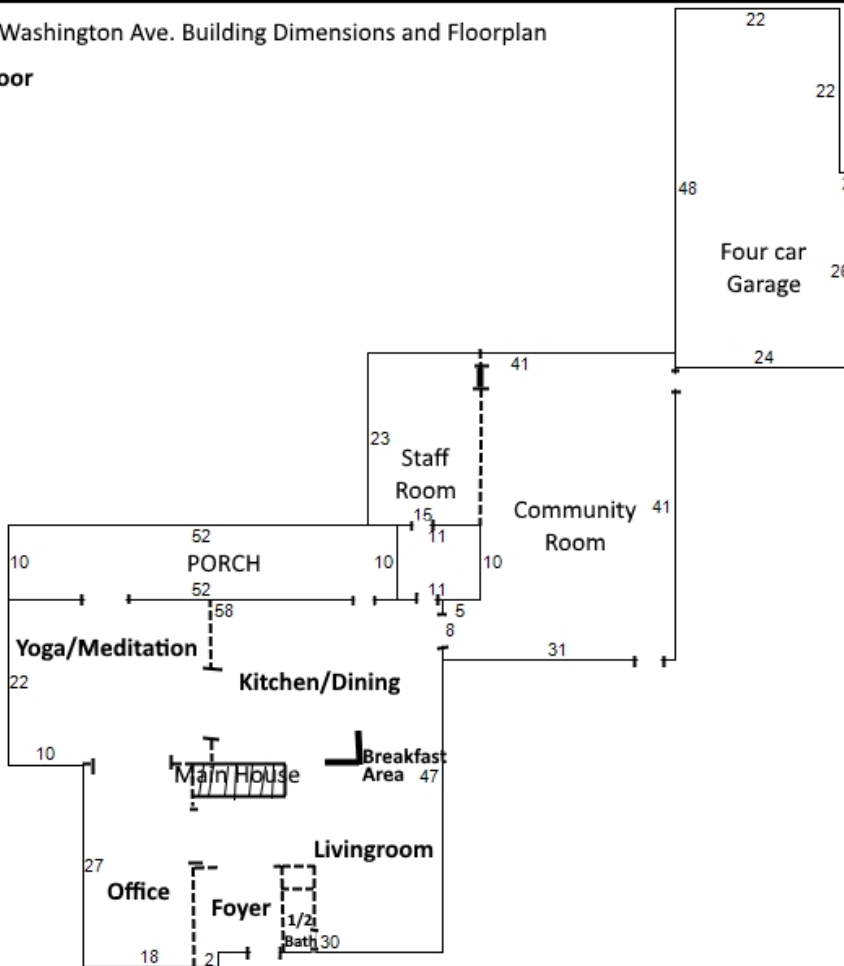 Washington Ave. Building Dimensions and Floorplan
oor
22
22
48
Four car
Garage
24
41
23
Staff
Room
15
11
Community
Room
41
52
10
PORCH
10
10
52
11
58
5
8
Yoga/Meditation
31
22
Kitchen/Dining
10
Breakfast
Area
47
Main House
Livingroom
27
Office
Foyer
1/2
Bath
30
18
2